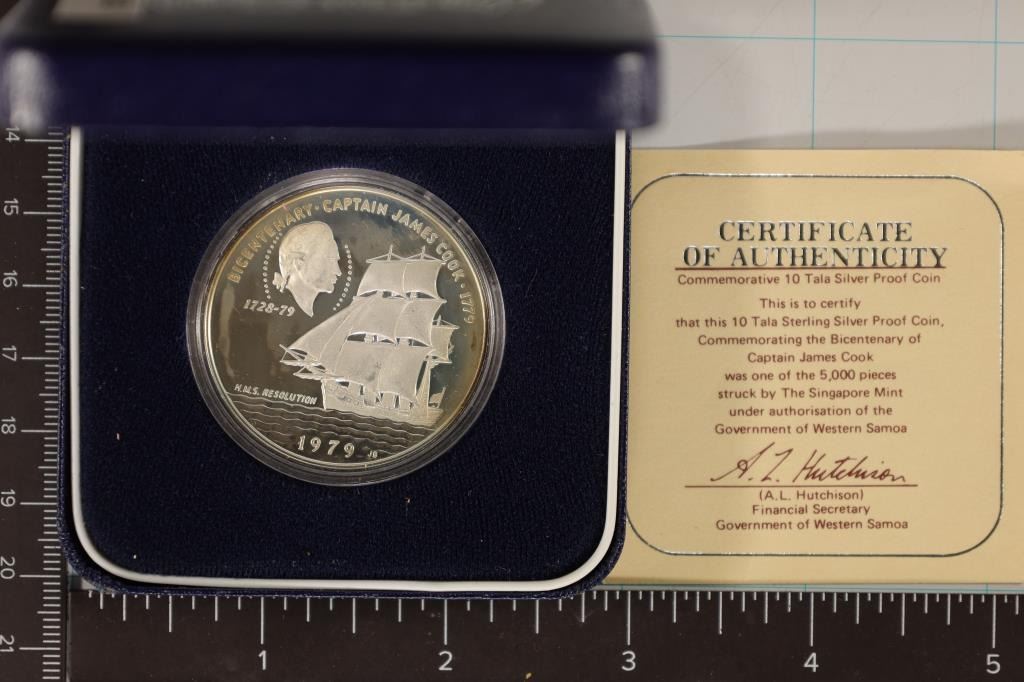 BICENTENARY · CAPTAIN JAMES COOK · 1779
1728-79
H.M.S. RESOLUTION
1979 JB
CERTIFICATE
OF AUTHENTICITY
Commemorative 10 Tala Silver Proof Coin
This is to certify
that this 10 Tala Sterling Silver Proof Coin,
Commemorating the Bicentenary of
Captain James Cook
was one of the 5,000 pieces
struck by The Singapore Mint
under authorisation of the
Government of Western Samoa
A. L. Hutchison
(A.L. Hutchison)
Financial Secretary
Government of Western Samoa
14
15
16
17
18
19
20
21
1 2 3 4 5